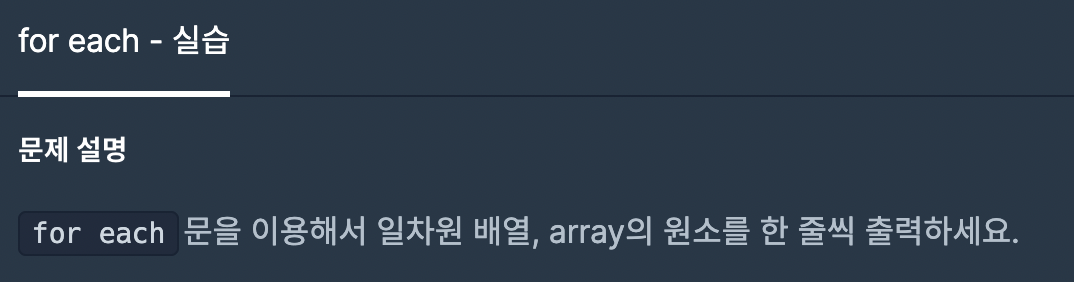 for each - 실습
문제 설명
for each 문을 이용해서 일차원 배열, array의 원소를 한 줄씩 출력하세요.